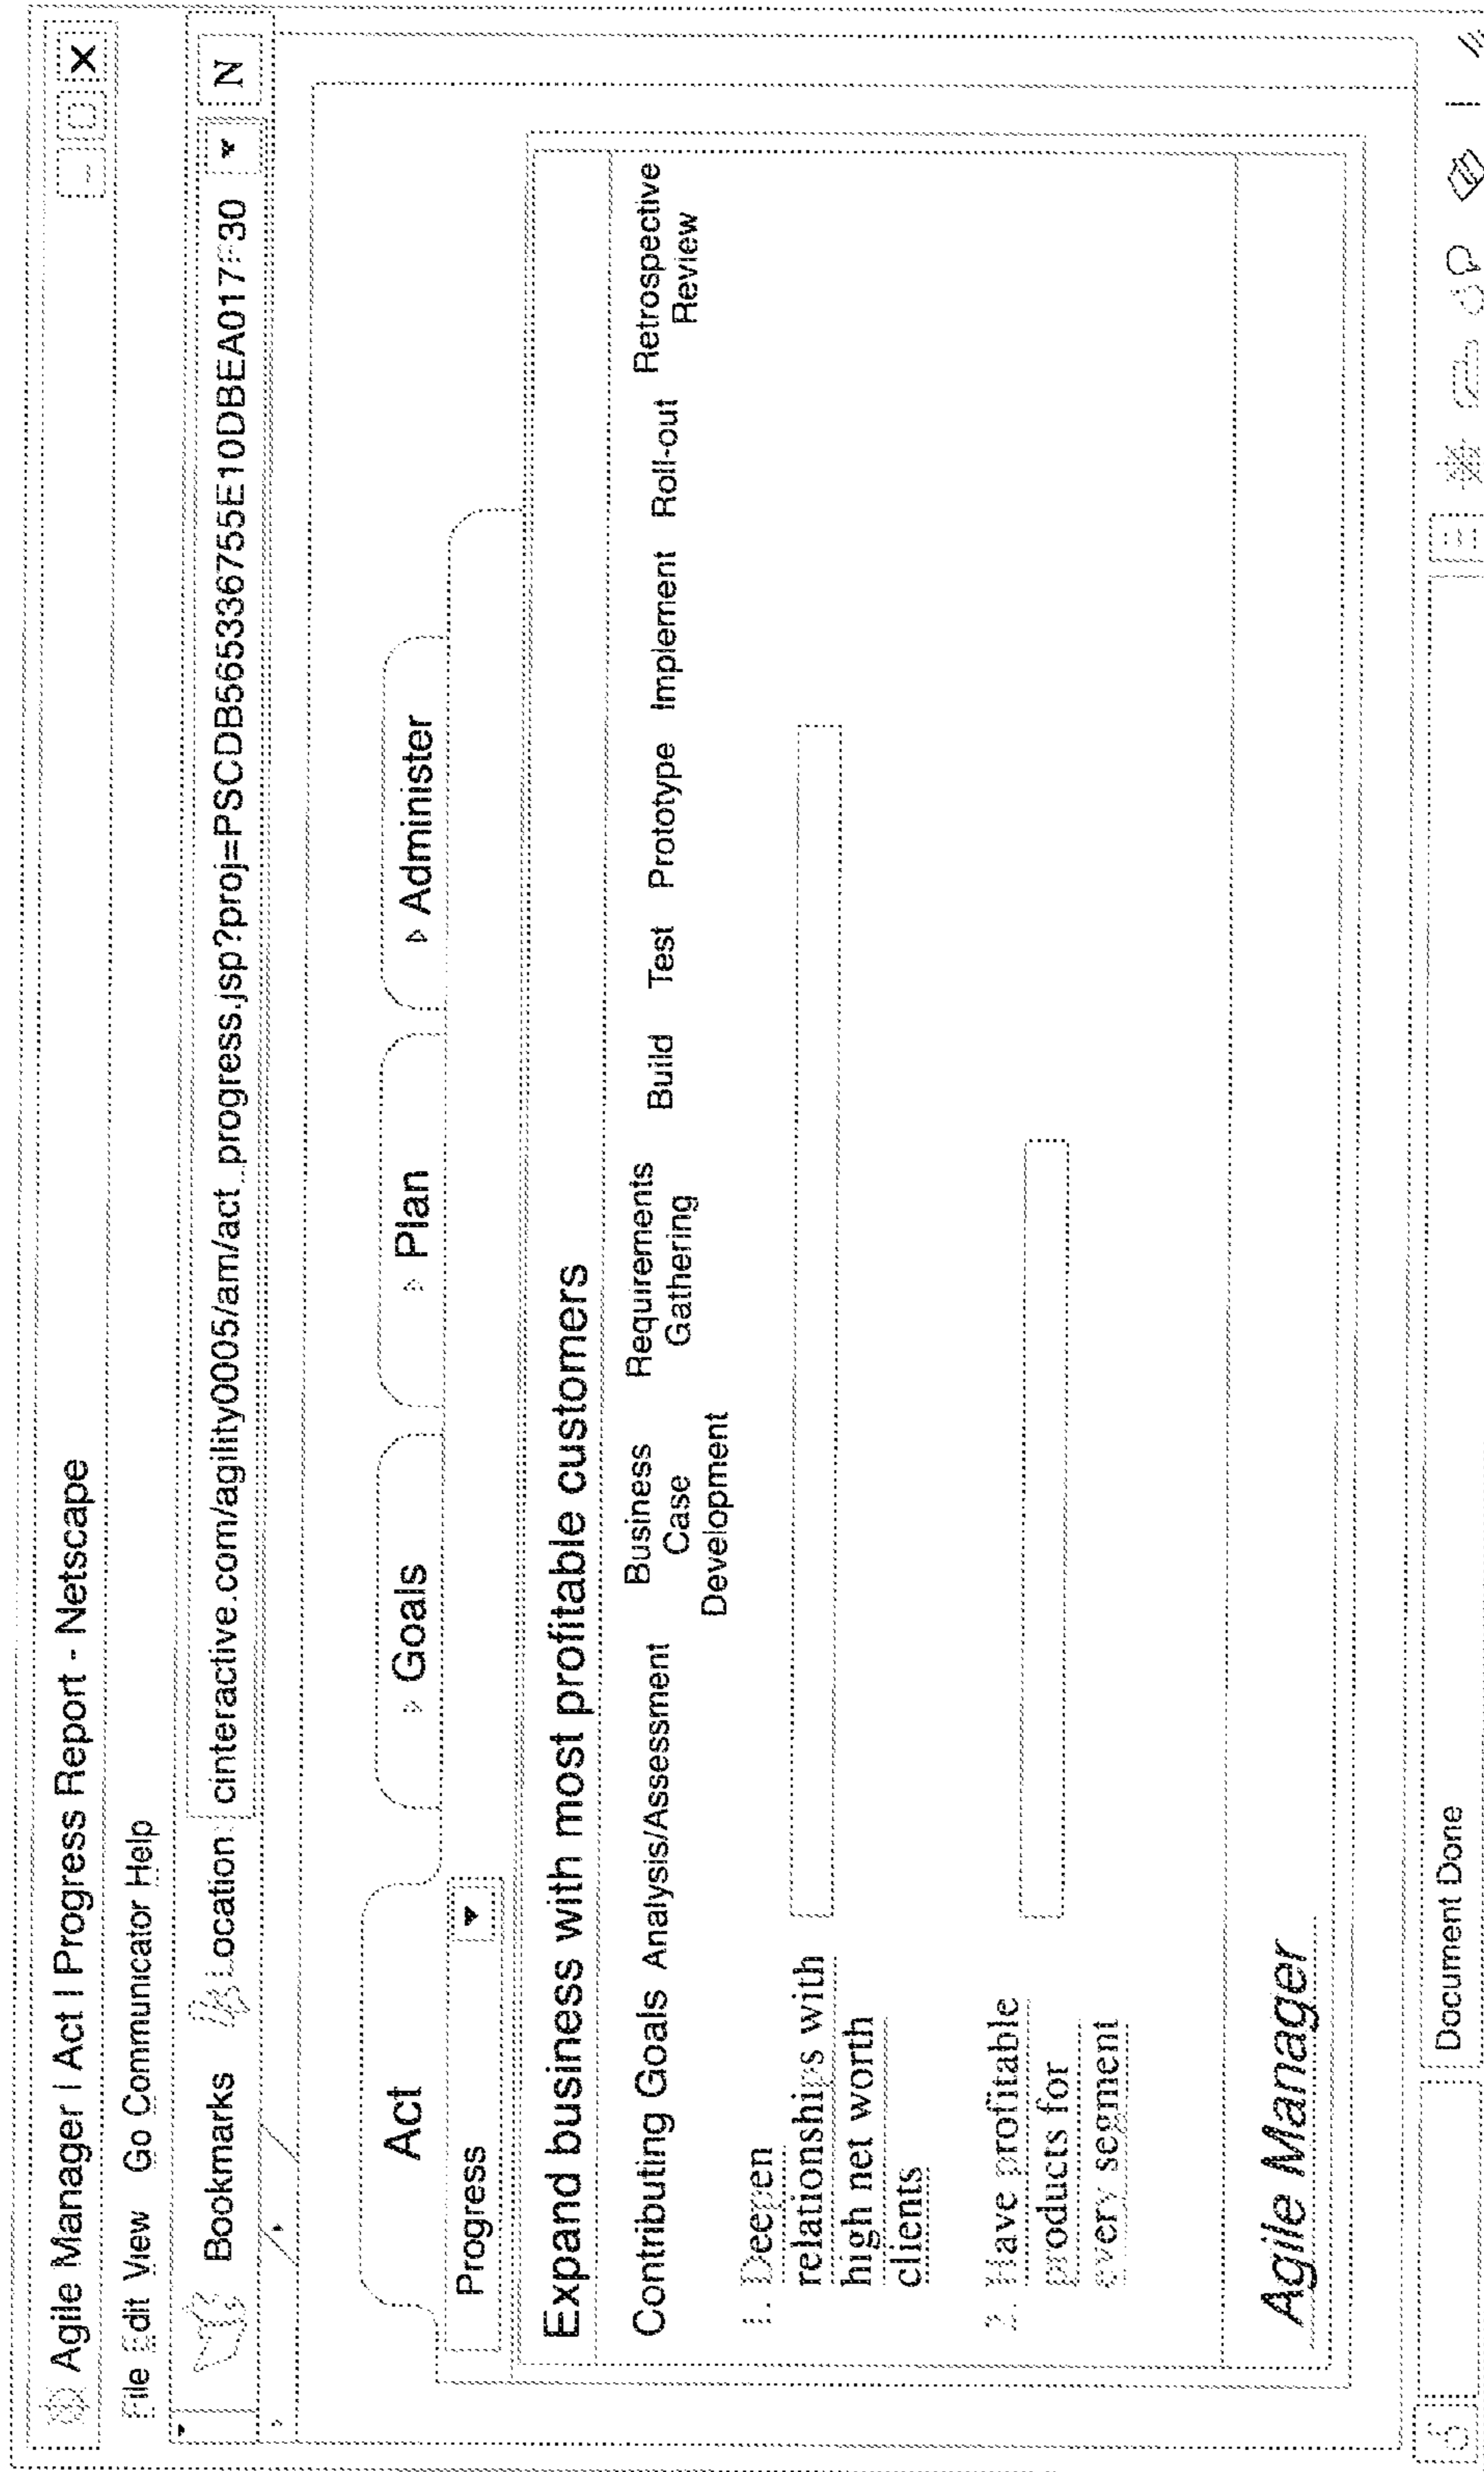 Agile Manager | Act | Progress Report - Netscape
File Edit View Go Communicator Help
Bookmarks Location cinteractive.com/agility0005/am/act_progress.jsp?proj=PSCDB565336755E10DBEA017F30 N
Act Goals Plan Administer
Progress
Expand business with most profitable customers
Contributing Goals Analysis/Assessment Business Case Development Requirements Gathering Build Test Prototype Implement Roll-out Retrospective Review
1. Deepen
relationships with
high net worth
clients
2. Have profitable
products for
every segment
Agile Manager
Document Done